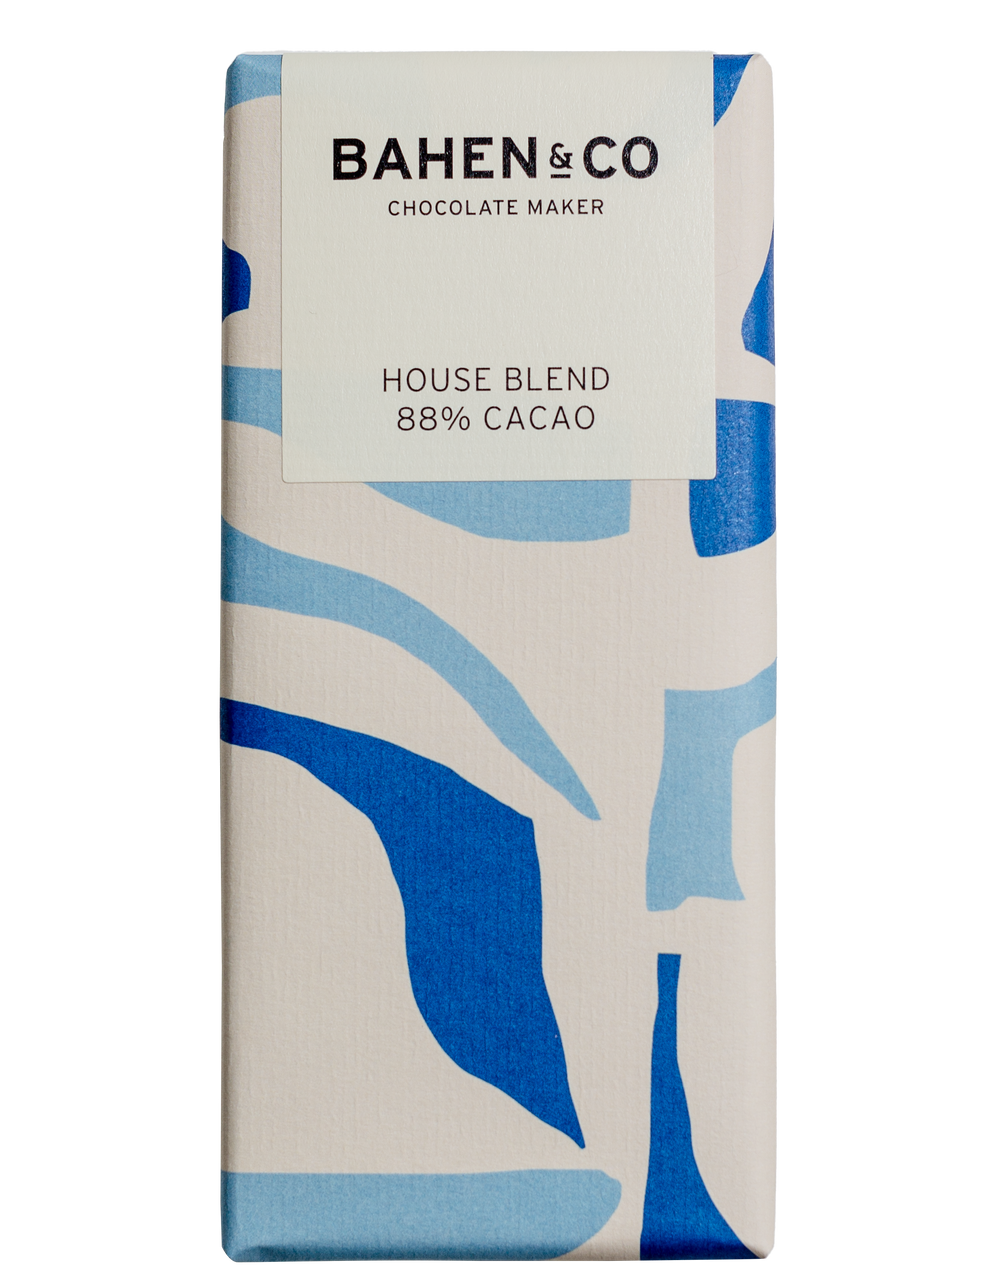 BAHEN & CO
CHOCOLATE MAKER
HOUSE BLEND
88% CACAO